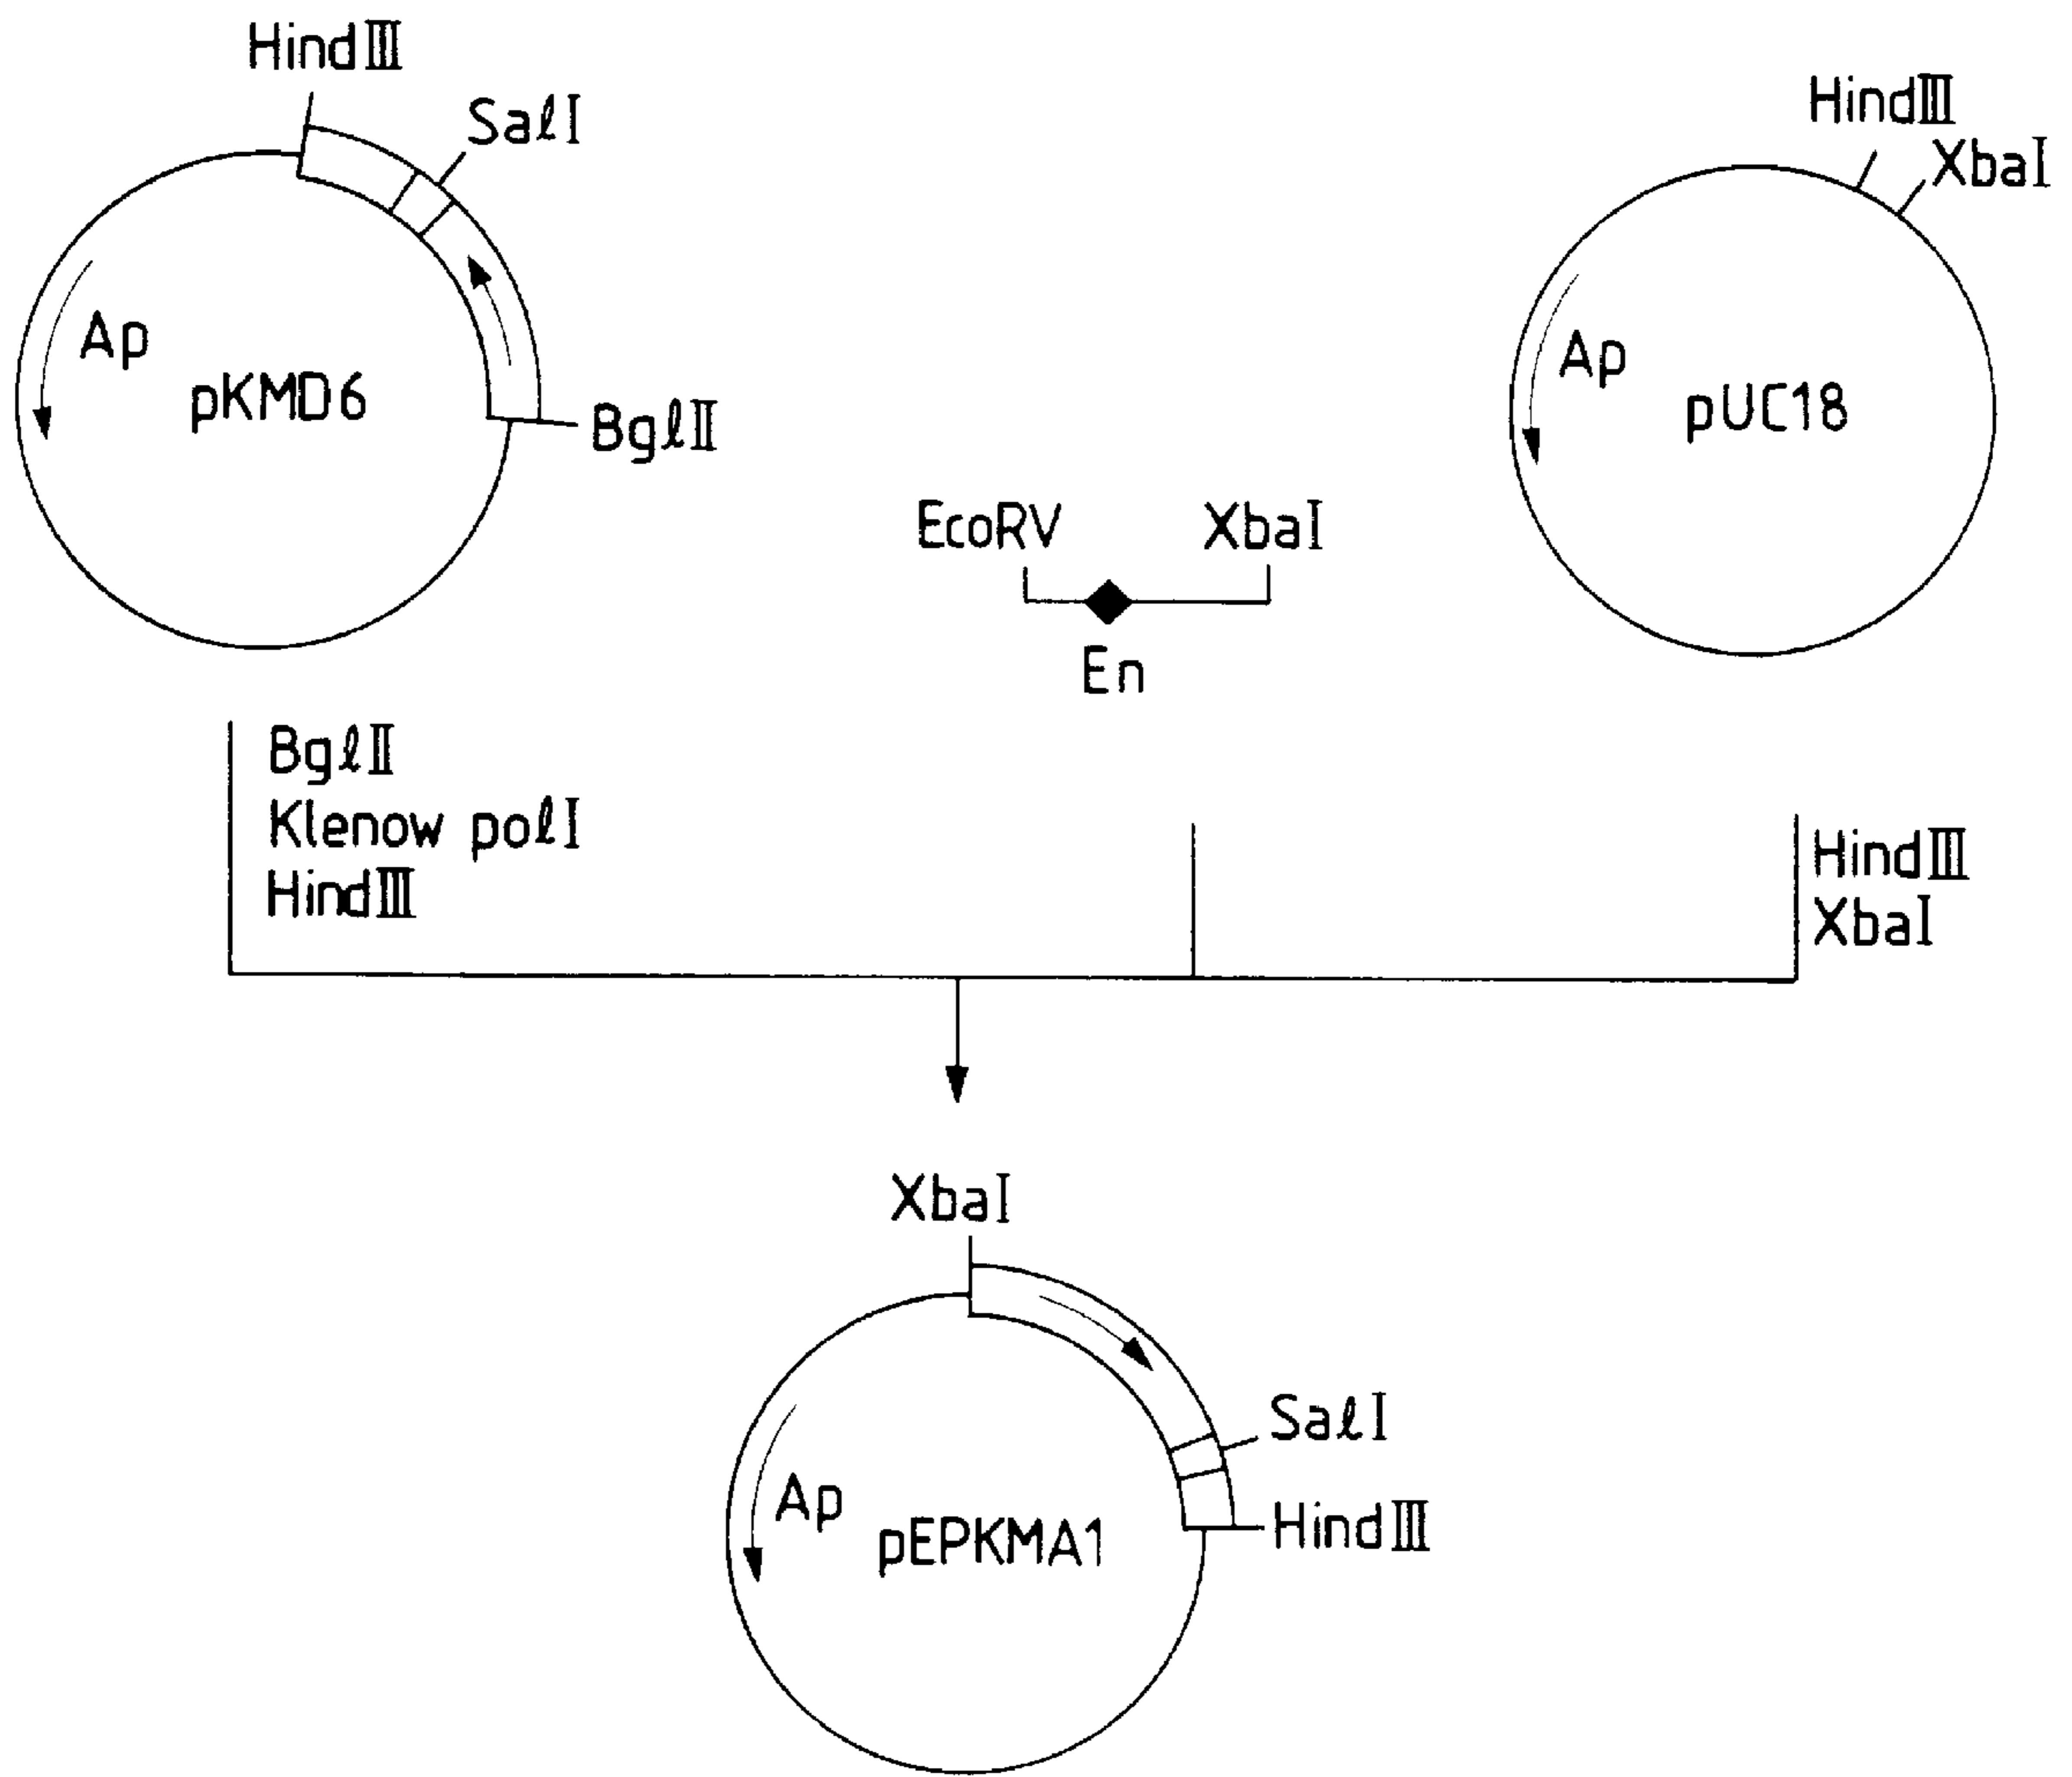 HindIII
SalI
Ap
pKMD6
BglII
HindIII
XbaI
Ap
pUC18
EcoRV XbaI
En
BglII
Klenow polI
HindIII
HindIII
XbaI
XbaI
SalI
Ap
pEPKMA1
HindIII